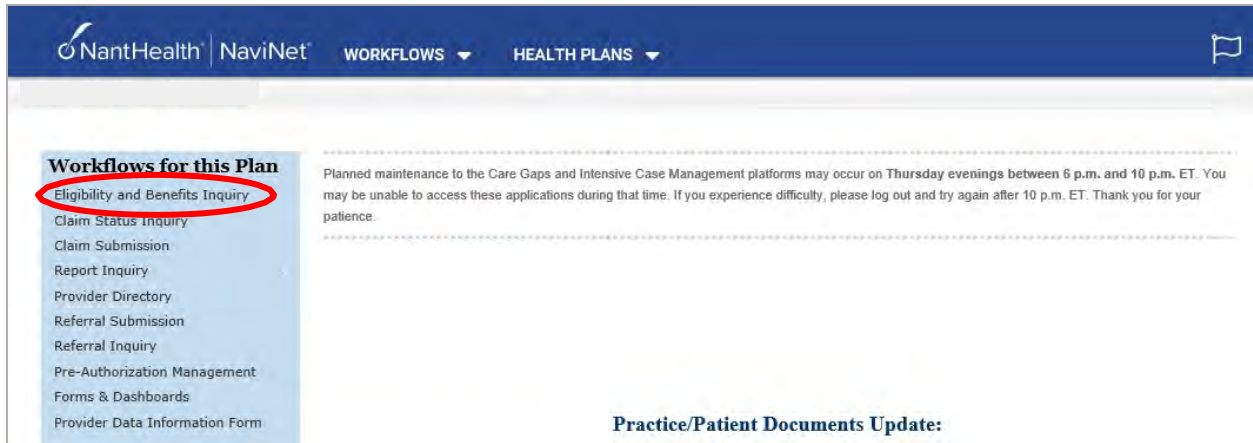 NantHealth | NaviNet WORKFLOWS HEALTH PLANS
Workflows for this Plan
Eligibility and Benefits Inquiry
Claim Status Inquiry
Claim Submission
Report Inquiry
Provider Directory
Referral Submission
Referral Inquiry
Pre-Authorization Management
Forms & Dashboards
Provider Data Information Form
Planned maintenance to the Care Gaps and Intensive Case Management platforms may occur on Thursday evenings between 6 p.m. and 10 p.m. ET. You
may be unable to access these applications during that time. If you experience difficulty, please log out and try again after 10 p.m. ET. Thank you for your
patience.
Practice/Patient Documents Update: